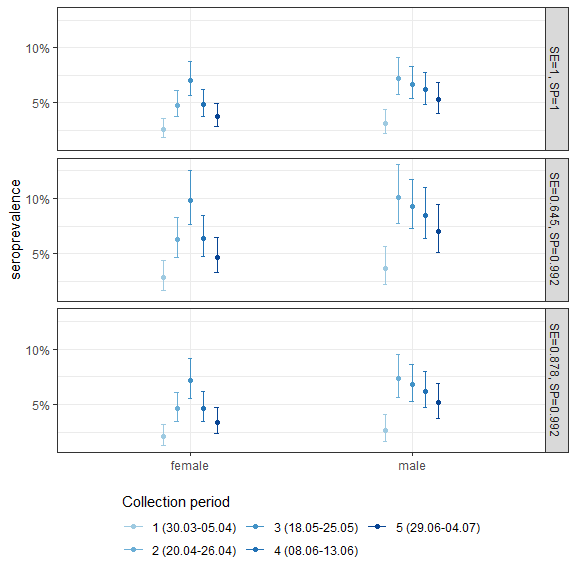 10%
5%
SE=1, SP=1
seroprevalence
10%
5%
SE=0.645, SP=0.992
10%
5%
SE=0.878, SP=0.992
female male
Collection period
1 (30.03-05.04) 3 (18.05-25.05) 5 (29.06-04.07)
2 (20.04-26.04) 4 (08.06-13.06)